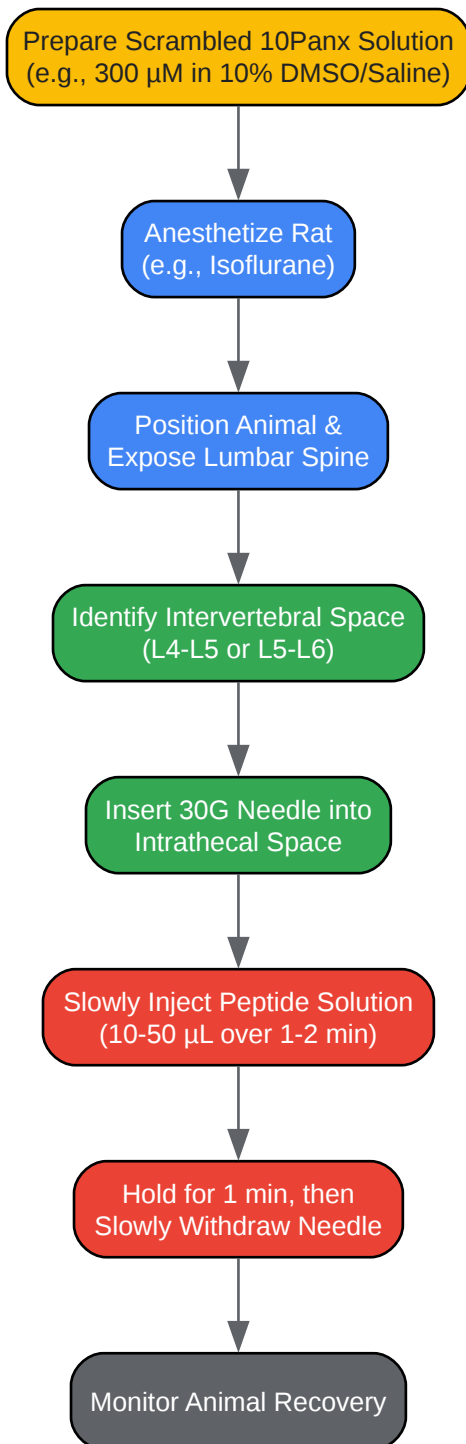 Prepare Scrambled 10Panx Solution
(e.g., 300 µM in 10% DMSO/Saline)
Anesthetize Rat
(e.g., Isoflurane)
Position Animal &
Expose Lumbar Spine
Identify Intervertebral Space
(L4-L5 or L5-L6)
Insert 30G Needle into
Intrathecal Space
Slowly Inject Peptide Solution
(10-50 µL over 1-2 min)
Hold for 1 min, then
Slowly Withdraw Needle
Monitor Animal Recovery